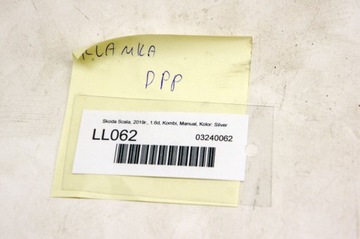 KLAMKA
DPP
Skoda Scala, 2019r., 1.6d, Kombi, Manual, Kolor: Silver
LL062
03240062